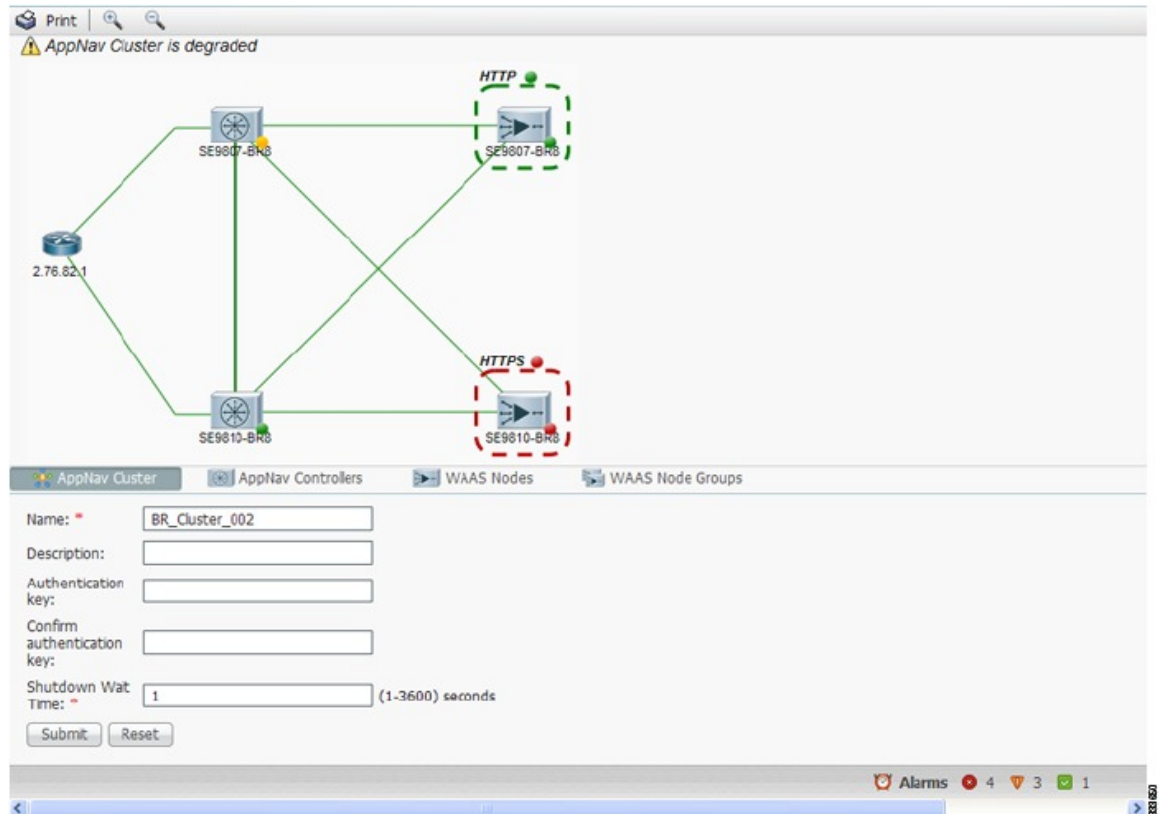 Print
AppNav Cluster is degraded
HTTP
SE9807-BR8
SE9807-BR8
2.76.82.1
HTTPS
SE9810-BR8
SE9810-BR8
AppNav Cluster
AppNav Controllers
WAAS Nodes
WAAS Node Groups
Name: *
BR_Cluster_002
Description:
Authentication
key:
Confirm
authentication
key:
Shutdown Wait
Time: *
1
(1-3600) seconds
Submit
Reset
Alarms 4 3 1